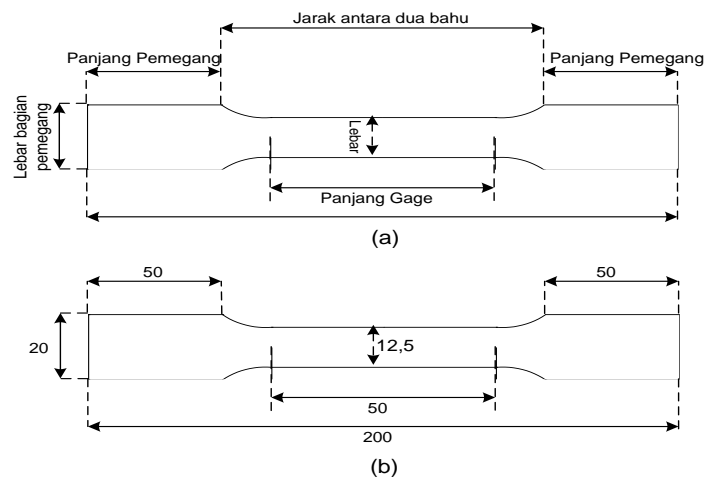 Jarak antara dua bahu
Panjang Pemegang
Panjang Pemegang
Lebar bagian
pemegang
Lebar
Panjang Gage
(a)
50
50
20
12,5
50
200
(b)